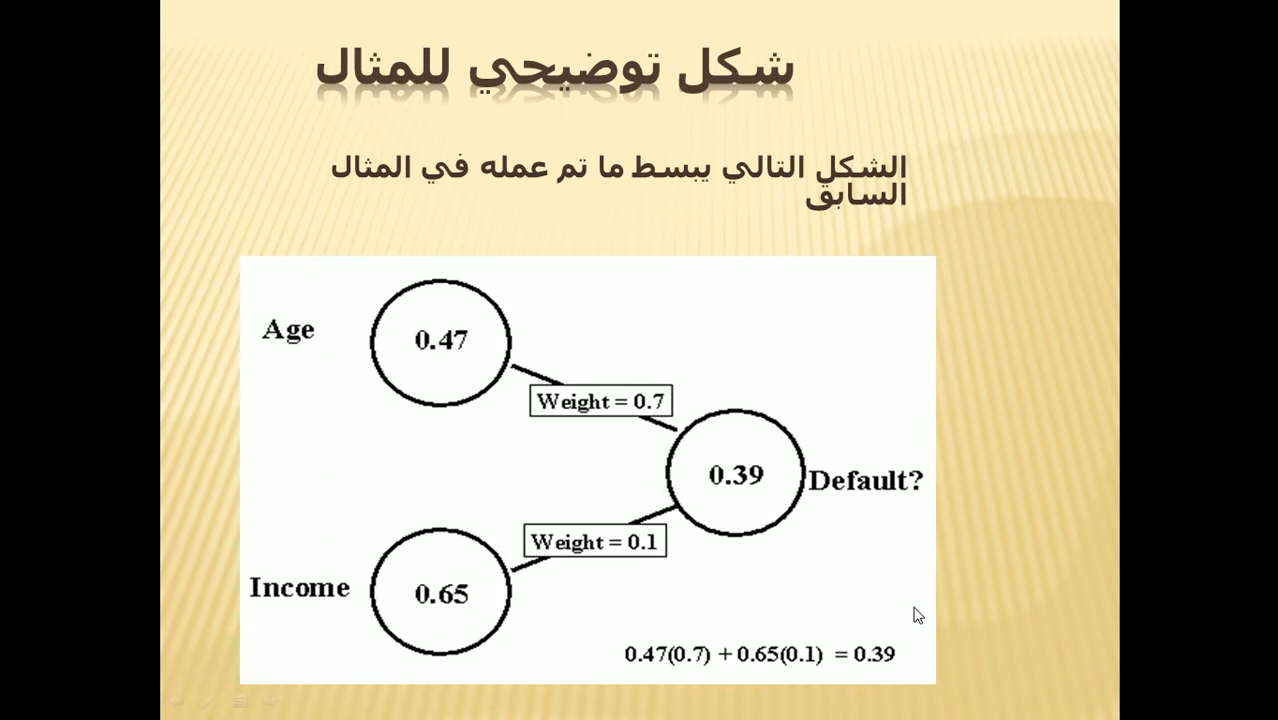 شكل توضيحي للمثال
الشكل التالي يبسط ما تم عمله في المثال
السابق
Age
0.47
Weight = 0.7
0.39
Default?
Weight = 0.1
Income
0.65
0.47(0.7) + 0.65(0.1) = 0.39